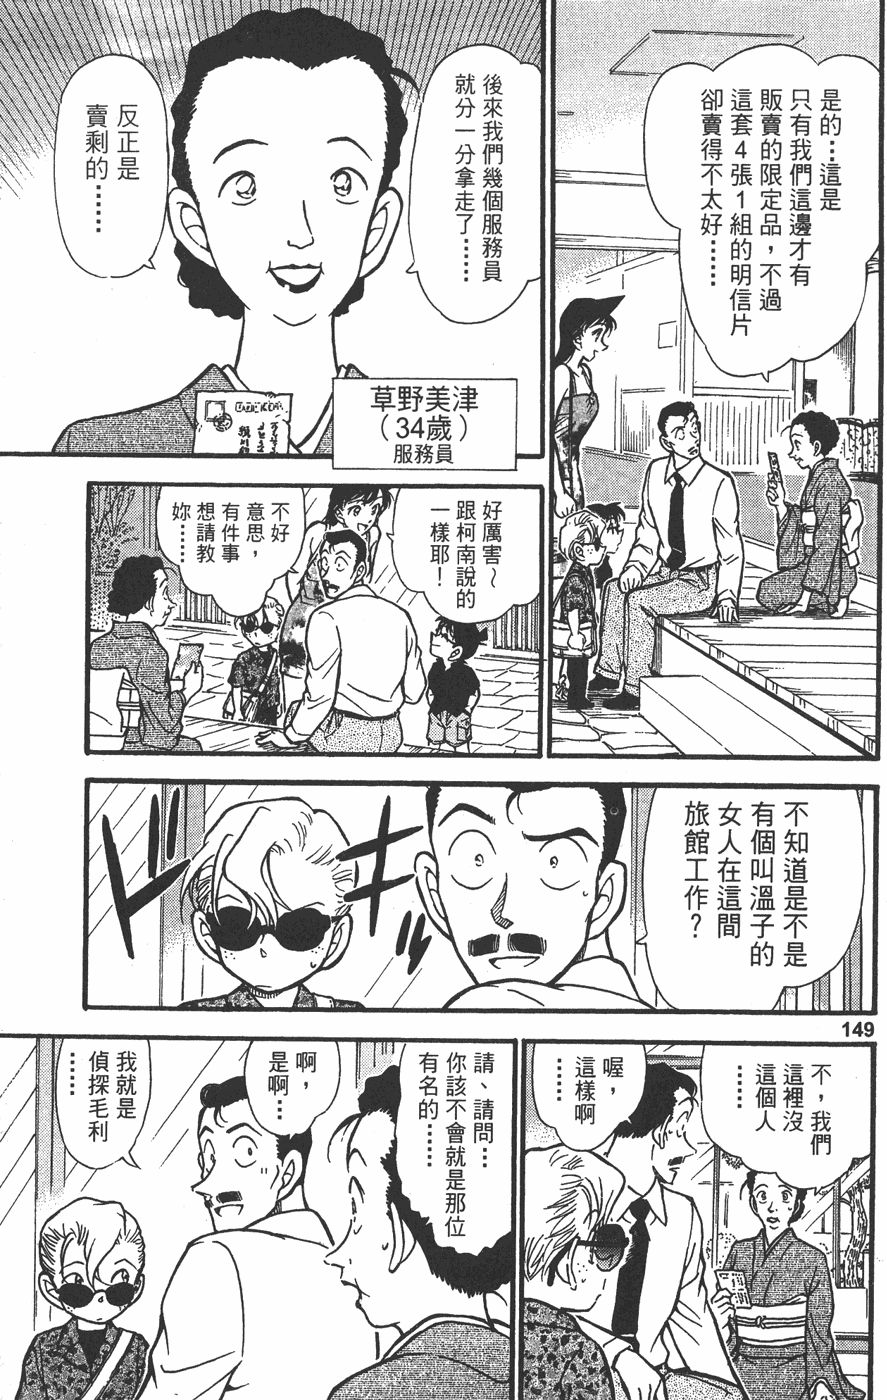 是的…這是
只有我們這邊才有
販賣的限定品，不過
這套4張1組的明信片
卻賣得不太好……
後來我們幾個服務員
就分一分拿走了……
反正是
賣剩的……
草野美津
（34歲）
服務員
好厲害～
跟柯南說的
一樣耶！
不好
意思，
有件事
想請教
妳……
不知道是不是
有個叫溫子的
女人在這間
旅館工作？
ドキッ
149
不，我們
這裡沒
這個人
……
喔，
這樣啊
……
請、請問…
你該不會就是那位
有名的……
啊，
是啊…
我就是
偵探毛利
……